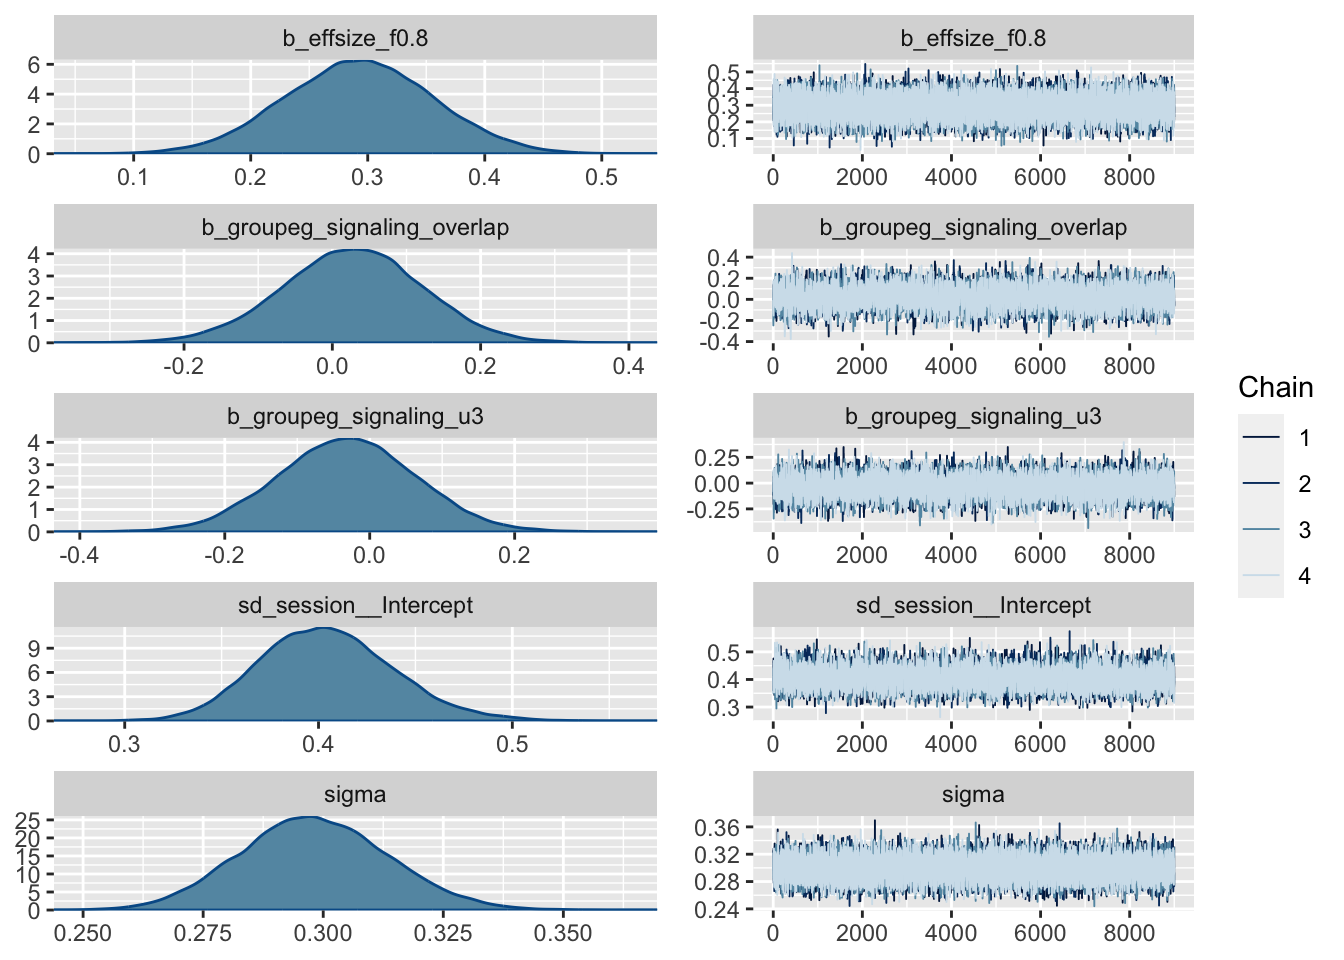 b_effsize_f0.8
6
4
2
0
0.1 0.2 0.3 0.4 0.5
b_effsize_f0.8
0.5
0.4
0.3
0.2
0.1
0 2000 4000 6000 8000
b_groupeg_signaling_overlap
4
3
2
1
0
-0.2 0.0 0.2 0.4
b_groupeg_signaling_overlap
0.4
0.2
0.0
-0.2
-0.4
0 2000 4000 6000 8000
b_groupeg_signaling_u3
4
3
2
1
0
-0.4 -0.2 0.0 0.2
b_groupeg_signaling_u3
0.25
0.00
-0.25
0 2000 4000 6000 8000
sd_session__Intercept
9
6
3
0
0.3 0.4 0.5
sd_session__Intercept
0.5
0.4
0.3
0 2000 4000 6000 8000
sigma
25
20
15
10
5
0
0.250 0.275 0.300 0.325 0.350
sigma
0.36
0.32
0.28
0.24
0 2000 4000 6000 8000
Chain
1
2
3
4